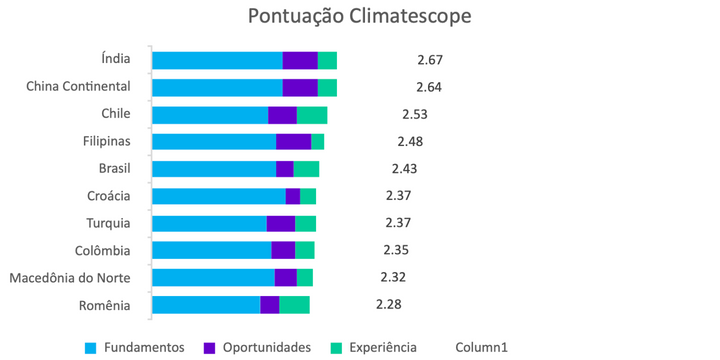 Pontuação Climatescope
Índia 2.67
China Continental 2.64
Chile 2.53
Filipinas 2.48
Brasil 2.43
Croácia 2.37
Turquia 2.37
Colômbia 2.35
Macedônia do Norte 2.32
Romênia 2.28
Fundamentos Oportunidades Experiência Column1